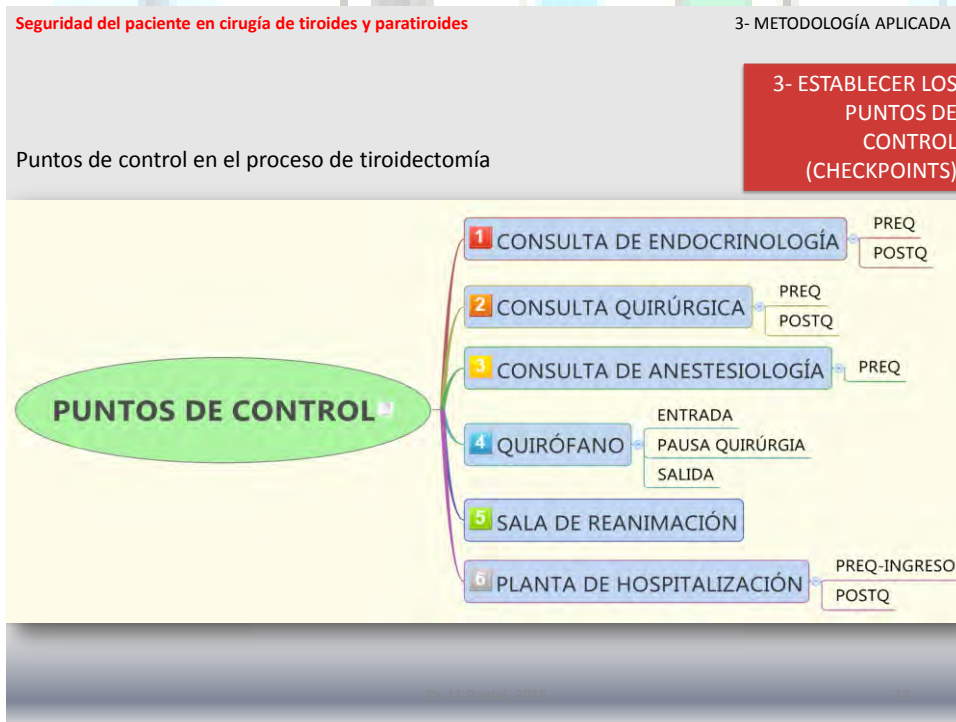 Seguridad del paciente en cirugía de tiroides y paratiroides
3- METODOLOGÍA APLICADA
3- ESTABLECER LOS
PUNTOS DE
CONTROL
(CHECKPOINTS)
Puntos de control en el proceso de tiroidectomía
PUNTOS DE CONTROL
1 CONSULTA DE ENDOCRINOLOGÍA
PREQ
POSTQ
2 CONSULTA QUIRÚRGICA
PREQ
POSTQ
3 CONSULTA DE ANESTESIOLOGÍA
PREQ
4 QUIRÓFANO
ENTRADA
PAUSA QUIRÚRGIA
SALIDA
5 SALA DE REANIMACIÓN
6 PLANTA DE HOSPITALIZACIÓN
PREQ-INGRESO
POSTQ